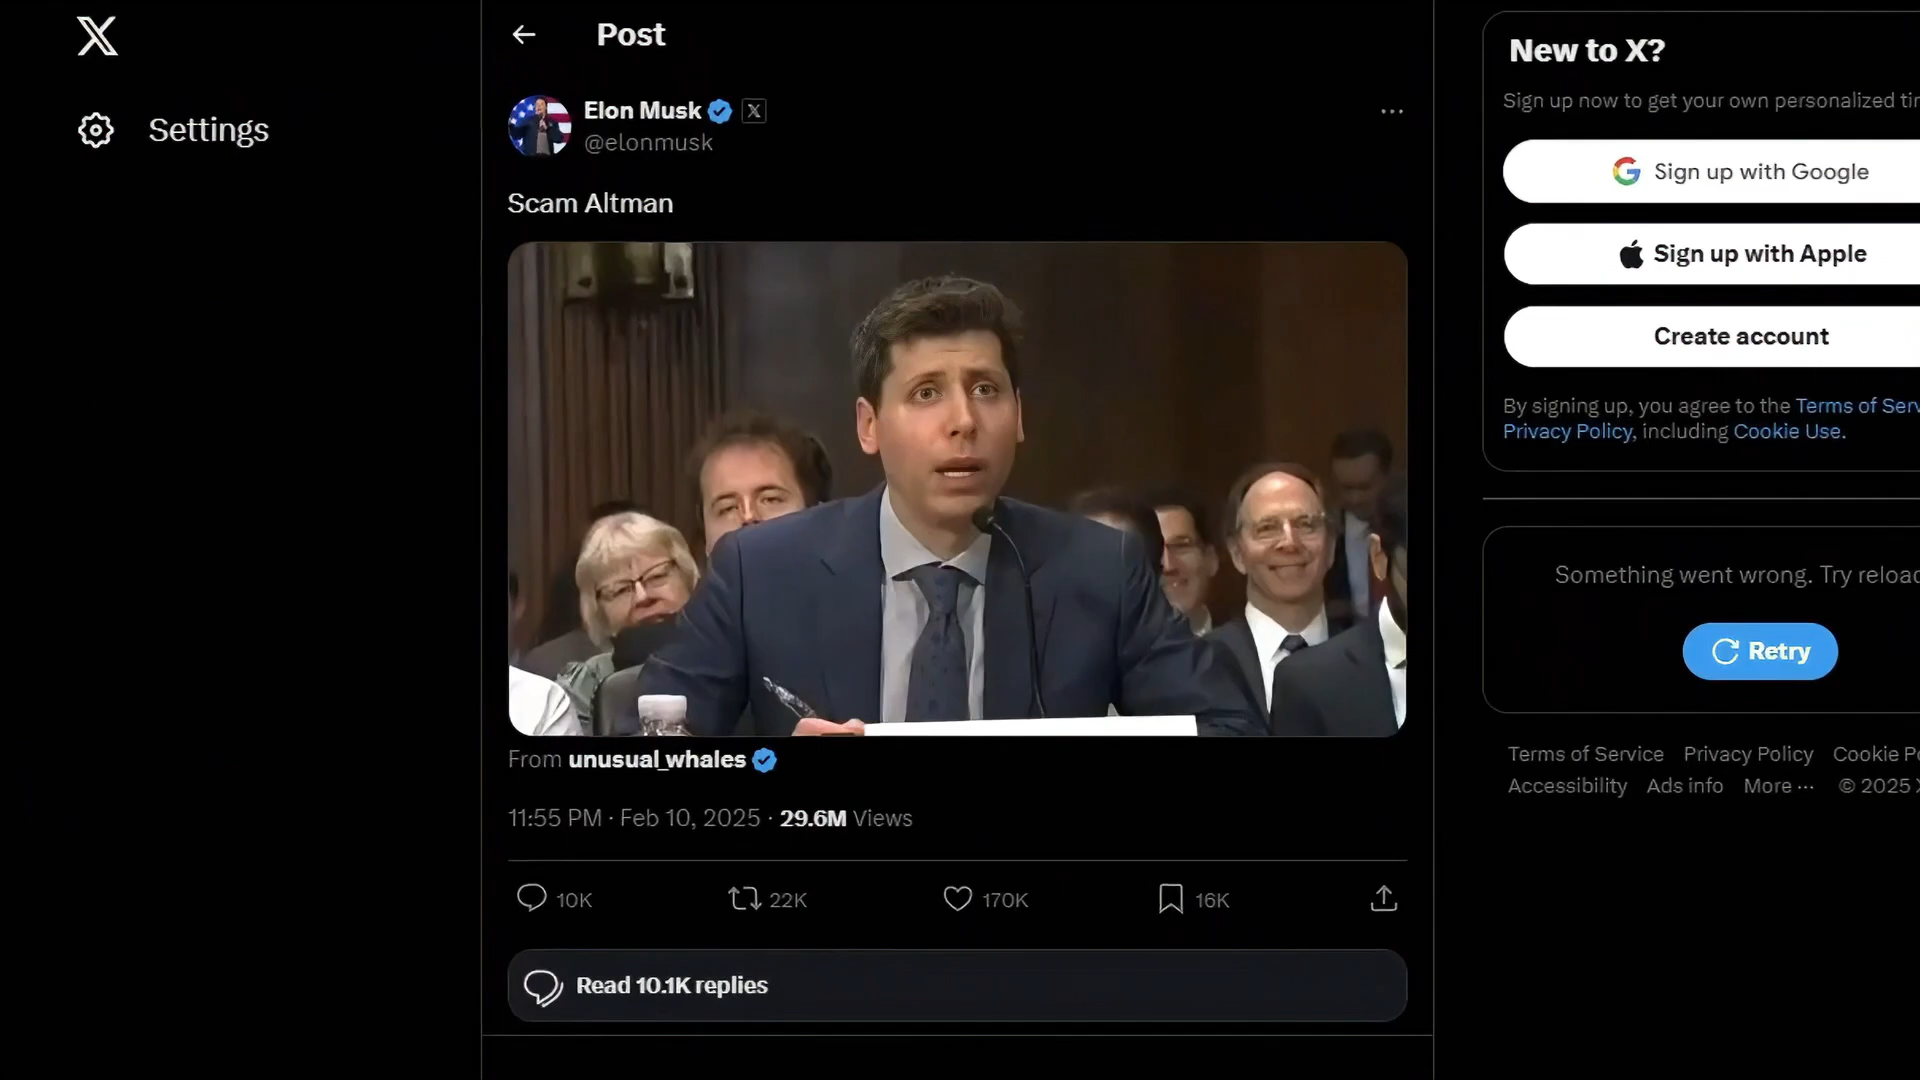 Settings
Post
Elon Musk
@elonmusk
Scam Altman
From unusual_whales
11:55 PM · Feb 10, 2025 · 29.6M Views
10K 22K 170K 16K
Read 10.1K replies
New to X?
Sign up now to get your own personalized
Sign up with Google
Sign up with Apple
Create account
By signing up, you agree to the Terms of
Privacy Policy, including Cookie Use.
Something went wrong. Try
Retry
Terms of Service Privacy Policy Cookie
Accessibility Ads info More ··· © 2025